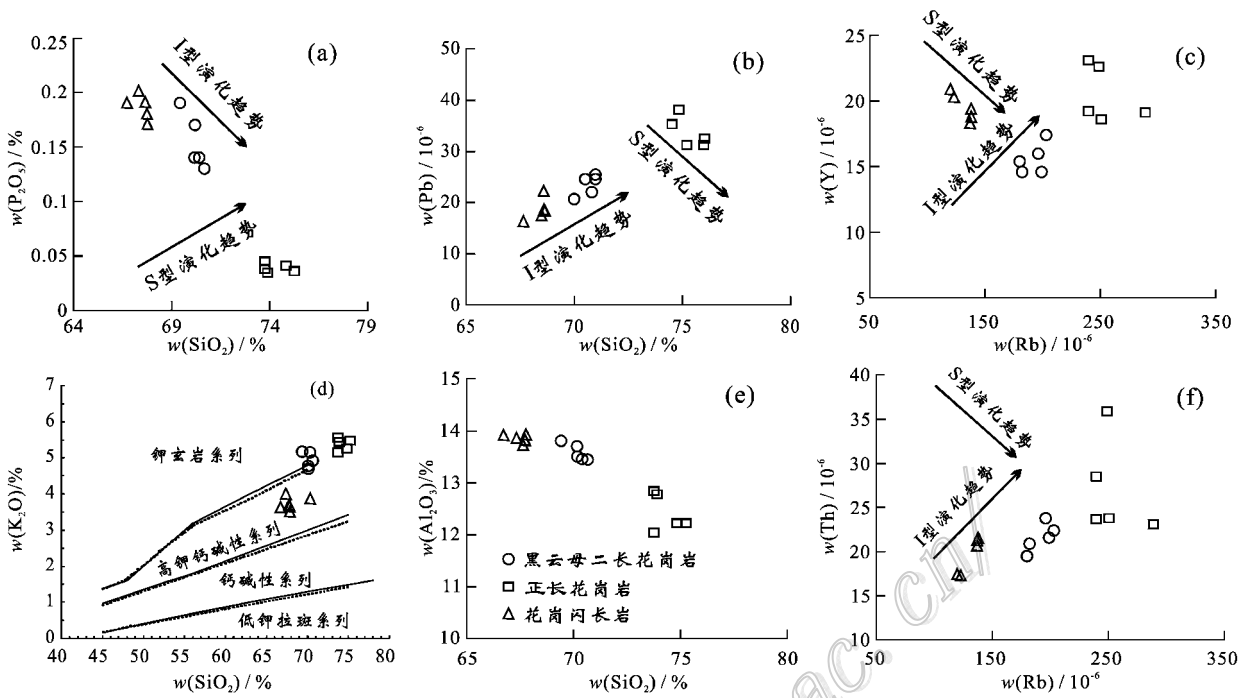 (a)
I型演化趋势
S型演化趋势
w(P₂O₅) / %
0.25
0.2
0.15
0.1
0.05
0
64
69
74
79
w(SiO₂) / %
(b)
S型演化趋势
I型演化趋势
w(Pb) / 10⁻⁶
50
40
30
20
10
0
65
70
75
80
w(SiO₂) / %
(c)
S型演化趋势
I型演化趋势
w(Y) / 10⁻⁶
25
20
15
10
5
50
150
250
350
w(Rb) / 10⁻⁶
(d)
钾玄岩系列
高钾钙碱性系列
钙碱性系列
低钾拉斑系列
w(K₂O)/%
7
6
5
4
3
2
1
0
40
45
50
55
60
65
70
75
80
w(SiO₂) / %
(e)
w(Al₂O₃)/%
15
14
13
12
11
10
黑云母二长花岗岩
正长花岗岩
花岗闪长岩
65
70
75
80
w(SiO₂) / %
(f)
S型演化趋势
I型演化趋势
w(Th) / 10⁻⁶
40
35
30
25
20
15
10
50
150
250
350
w(Rb) / 10⁻⁶
ac.cn